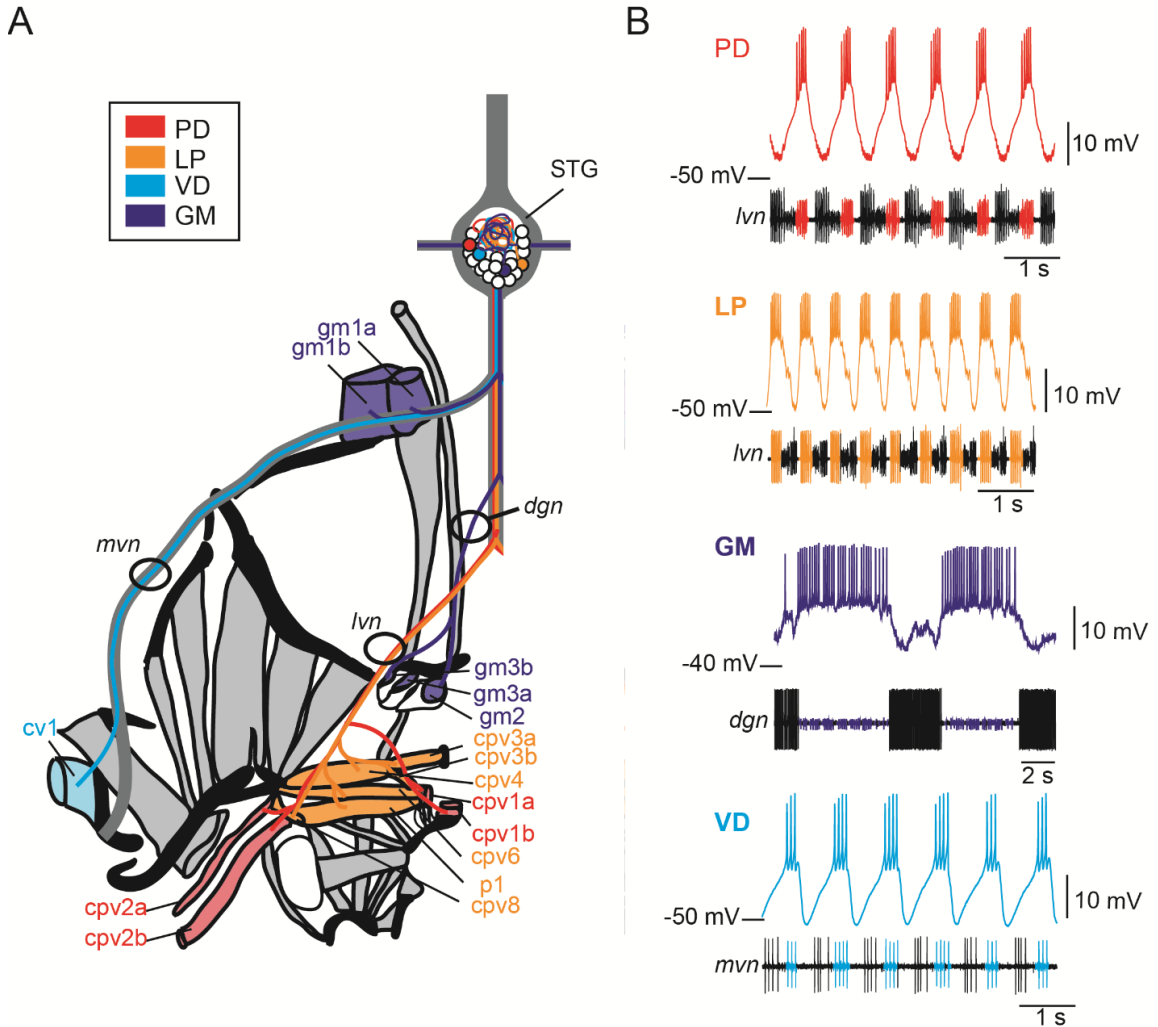 A
PD
LP
VD
GM
STG
gm1a
gm1b
dgn
mvn
lvn
gm3b
gm3a
gm2
cv1
cpv3a
cpv3b
cpv4
cpv1a
cpv1b
cpv6
p1
cpv8
cpv2a
cpv2b
B
PD
10 mV
-50 mV
lvn
1 s
LP
10 mV
-50 mV
lvn
1 s
GM
10 mV
-40 mV
dgn
2 s
VD
10 mV
-50 mV
mvn
1 s